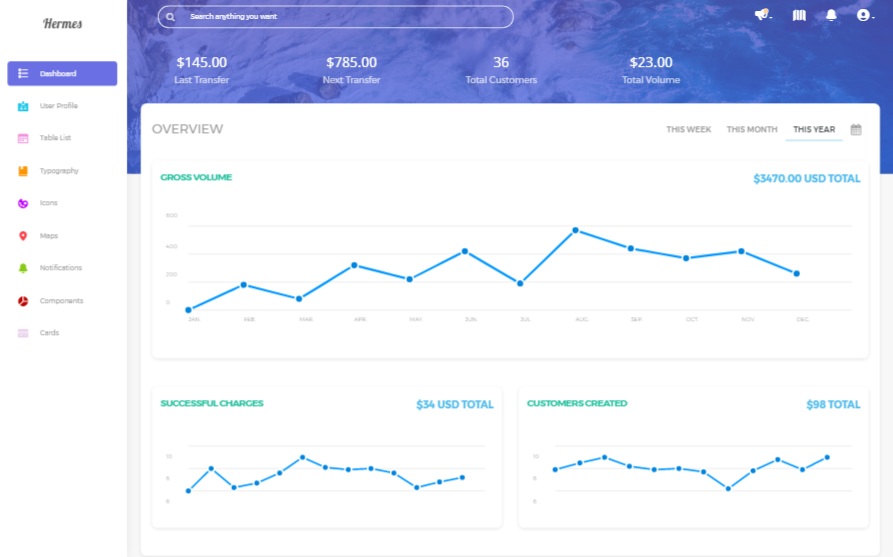 Hermes
Search anything you want
Dashboard
User Profile
Table List
Typography
Icons
Maps
Notifications
Components
Cards
$145.00
Last Transfer
$785.00
Next Transfer
36
Total Customers
$23.00
Total Volume
OVERVIEW
THIS WEEK
THIS MONTH
THIS YEAR
GROSS VOLUME
$3470.00 USD TOTAL
600
400
200
0
JAN
FEB
MAR
APR
MAY
JUN
JUL
AUG
SEP
OCT
NOV
DEC
SUCCESSFUL CHARGES
$34 USD TOTAL
10
8
6
CUSTOMERS CREATED
$98 TOTAL
10
8
6